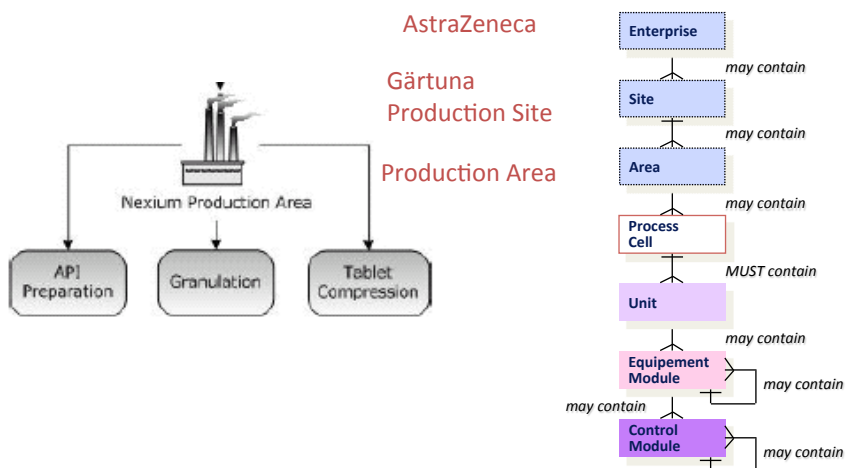 AstraZeneca
Gärtuna
Production Site
Production Area
Nexium Production Area
API
Preparation
Granulation
Tablet
Compression
Enterprise
may contain
Site
may contain
Area
may contain
Process
Cell
MUST contain
Unit
may contain
Equipement
Module
may contain
may contain
Control
Module
may contain